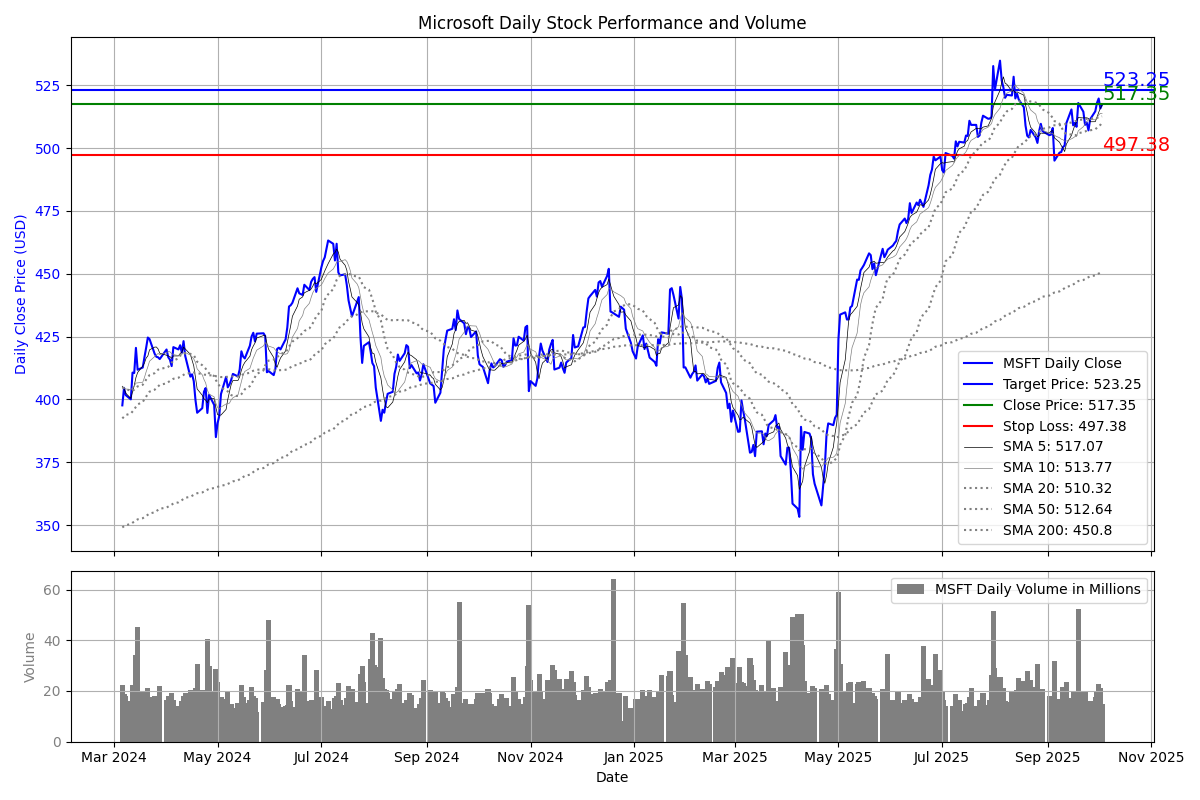 Microsoft Daily Stock Performance and Volume
Daily Close Price (USD)
525
500
475
450
425
400
375
350
523.25
517.35
497.38
MSFT Daily Close
Target Price: 523.25
Close Price: 517.35
Stop Loss: 497.38
SMA 5: 517.07
SMA 10: 513.77
SMA 20: 510.32
SMA 50: 512.64
SMA 200: 450.8
Volume
60
40
20
0
MSFT Daily Volume in Millions
Mar 2024 May 2024 Jul 2024 Sep 2024 Nov 2024 Jan 2025 Mar 2025 May 2025 Jul 2025 Sep 2025 Nov 2025
Date